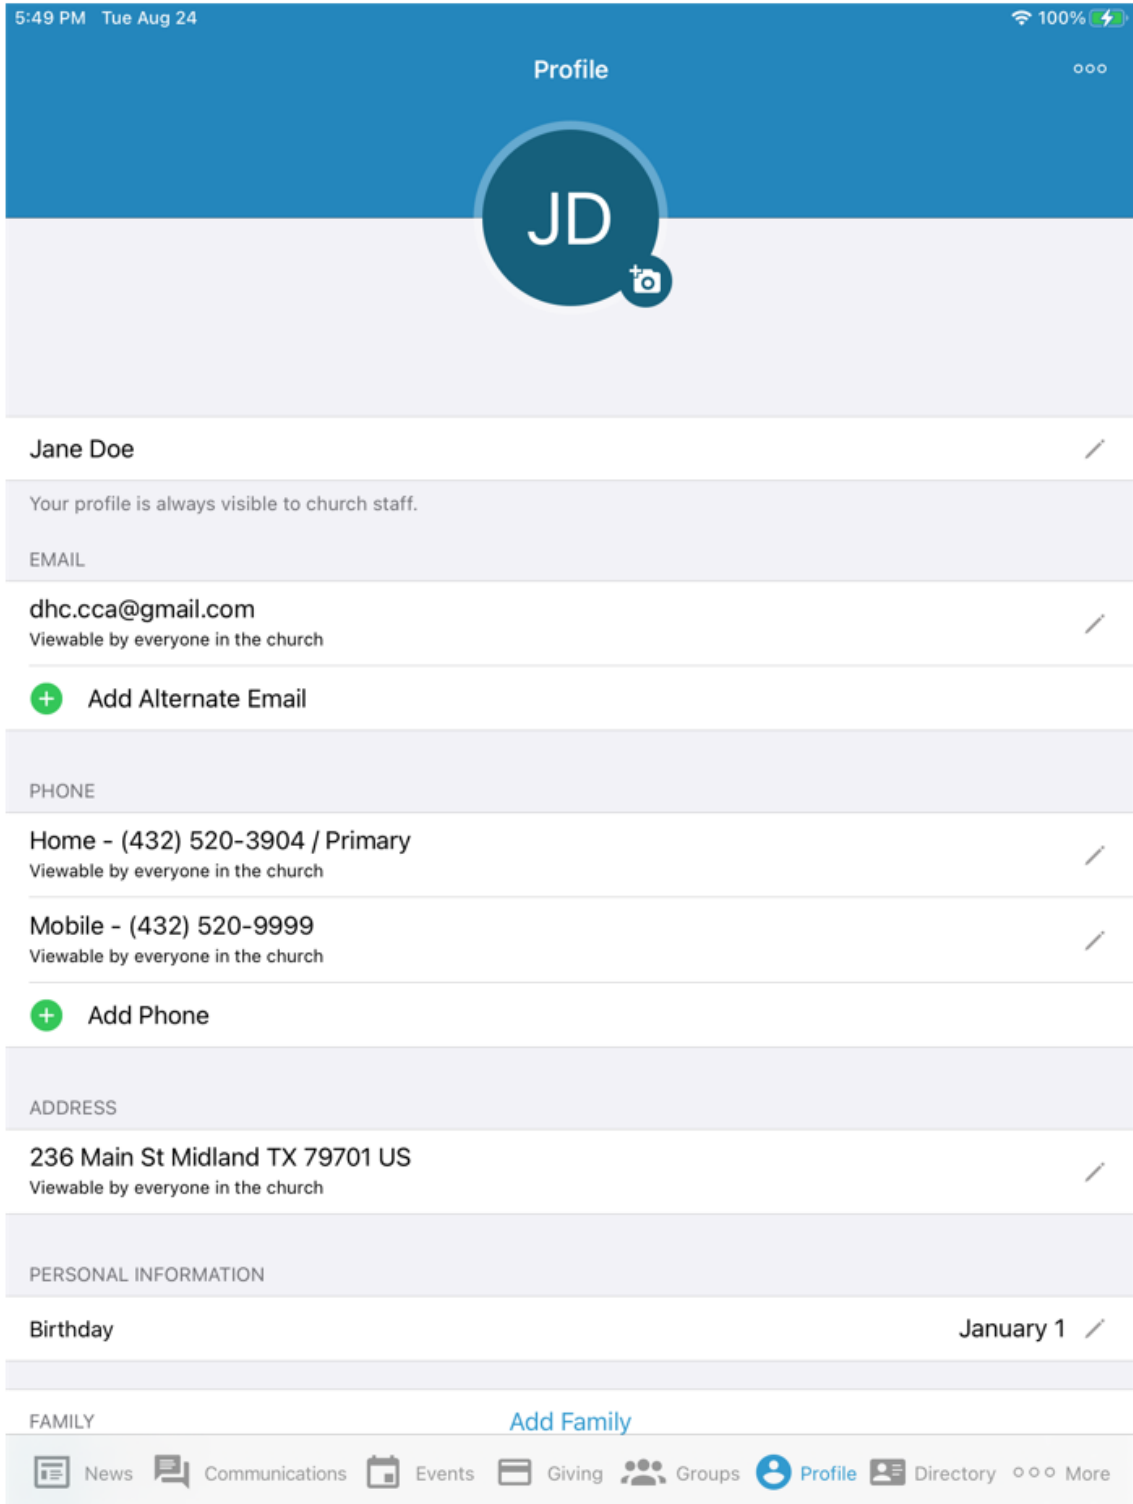 5:49 PM Tue Aug 24 100%
Profile
JD
Jane Doe
Your profile is always visible to church staff.
EMAIL
dhc.cca@gmail.com
Viewable by everyone in the church
Add Alternate Email
PHONE
Home - (432) 520-3904 / Primary
Viewable by everyone in the church
Mobile - (432) 520-9999
Viewable by everyone in the church
Add Phone
ADDRESS
236 Main St Midland TX 79701 US
Viewable by everyone in the church
PERSONAL INFORMATION
Birthday January 1
FAMILY Add Family
News Communications Events Giving Groups Profile Directory More